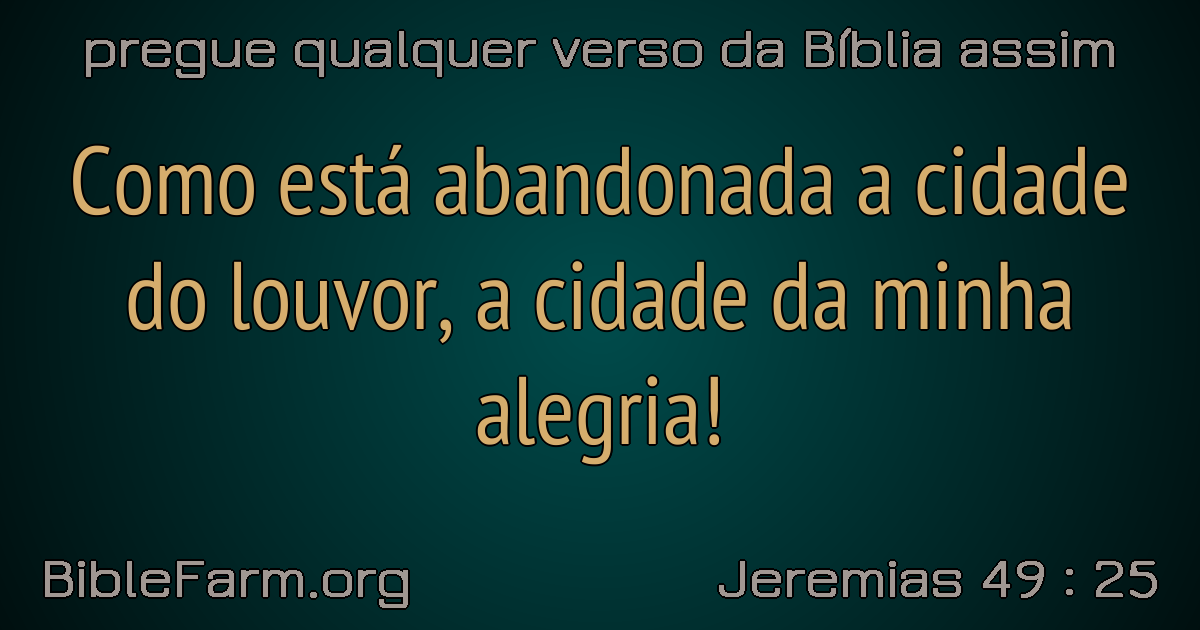 pregue qualquer verso da Bíblia assim
Como está abandonada a cidade
do louvor, a cidade da minha
alegria!
BibleFarm.org
Jeremias 49 : 25